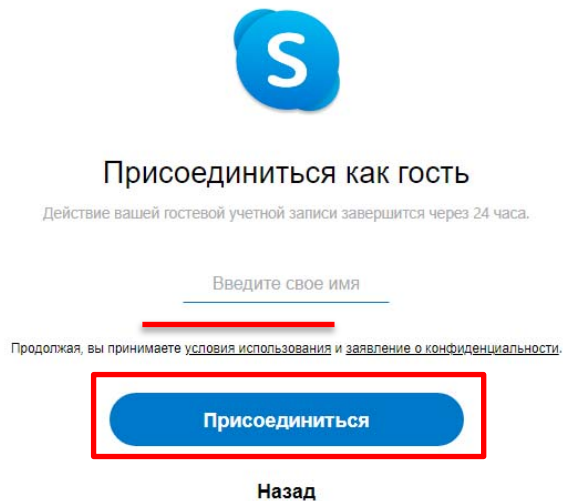 S
Присоединиться как гость
Действие вашей гостевой учетной записи завершится через 24 часа.
Введите свое имя
Продолжая, вы принимаете условия использования и заявление о конфиденциальности.
Присоединиться
Назад